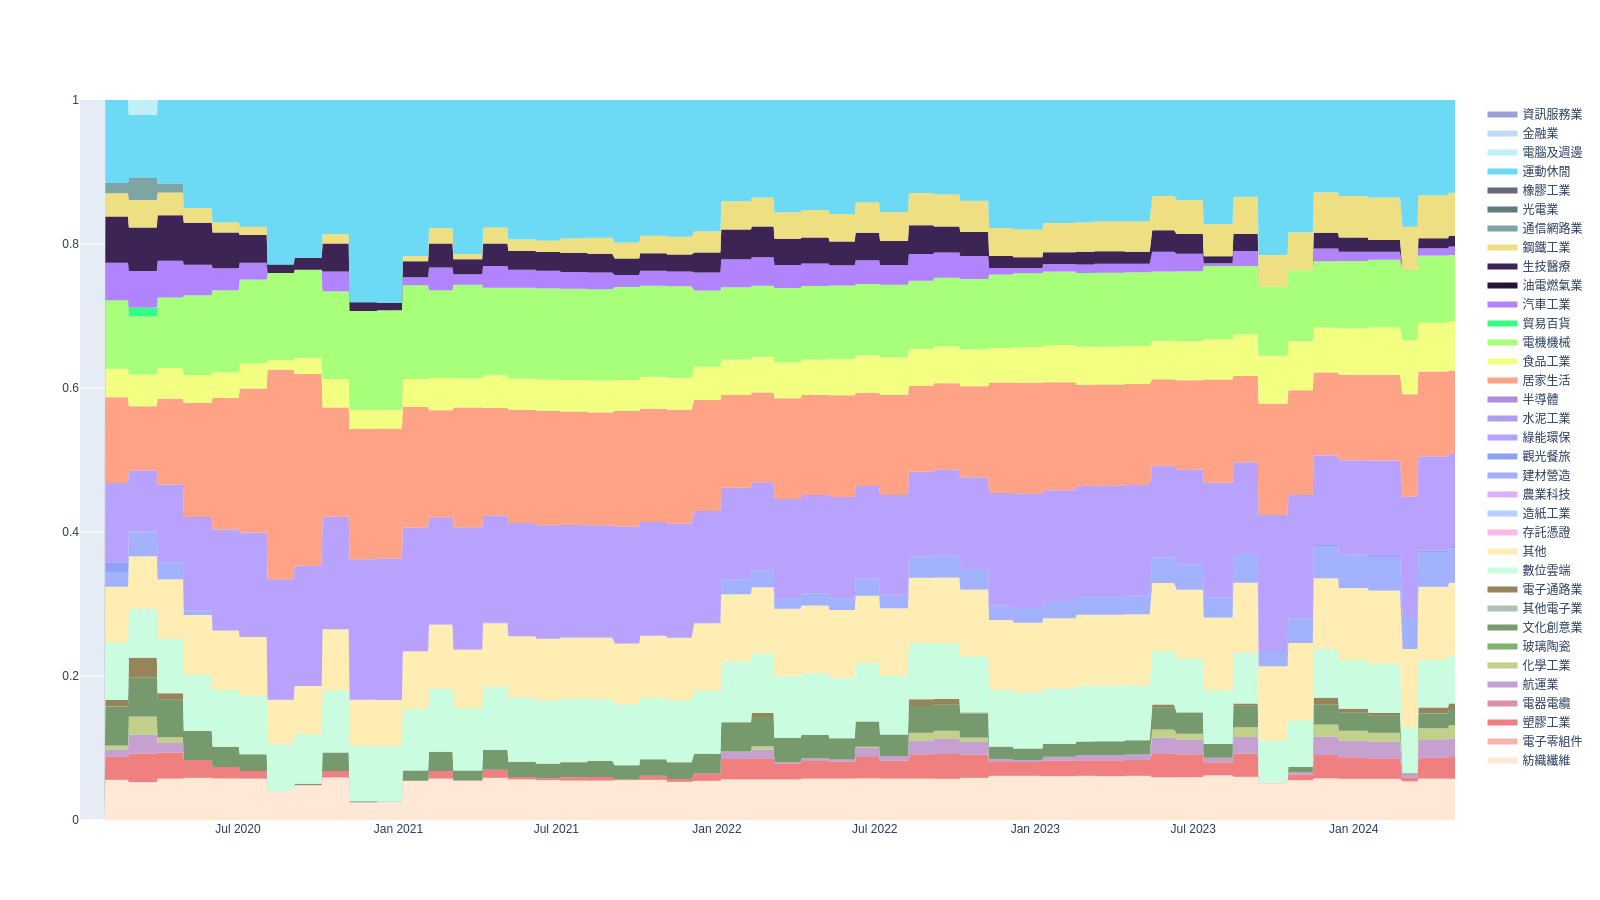 1
0.8
0.6
0.4
0.2
0
Jul 2020
Jan 2021
Jul 2021
Jan 2022
Jul 2022
Jan 2023
Jul 2023
Jan 2024
資訊服務業
金融業
電腦及週邊
運動休閒
橡膠工業
光電業
通信網路業
鋼鐵工業
生技醫療
油電燃氣業
汽車工業
貿易百貨
電機機械
食品工業
居家生活
半導體
水泥工業
綠能環保
觀光餐旅
建材營造
農業科技
造紙工業
存託憑證
其他
數位雲端
電子通路業
其他電子業
文化創意業
玻璃陶瓷
化學工業
航運業
電器電纜
塑膠工業
電子零組件
紡織纖維